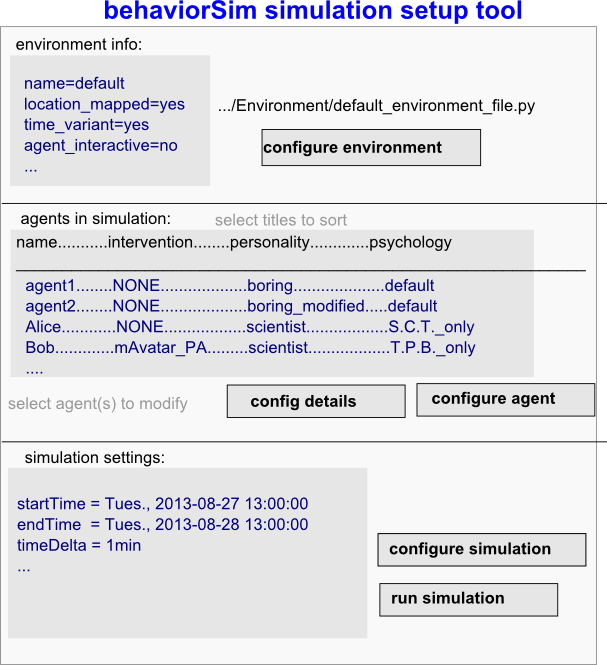 behaviorSim simulation setup tool
environment info:
name=default
location_mapped=yes
time_variant=yes
agent_interactive=no
...
.../Environment/default_environment_file.py
configure environment
agents in simulation: select titles to sort
name...........intervention........personality.............psychology
agent1........NONE...................boring.....................default
agent2........NONE...................boring_modified.....default
Alice.............NONE...................scientist...................S.C.T._only
Bob.............mAvatar_PA.........scientist...................T.P.B._only
....
select agent(s) to modify config details configure agent
simulation settings:
startTime = Tues., 2013-08-27 13:00:00
endTime  = Tues., 2013-08-28 13:00:00
timeDelta = 1min
...
configure simulation
run simulation